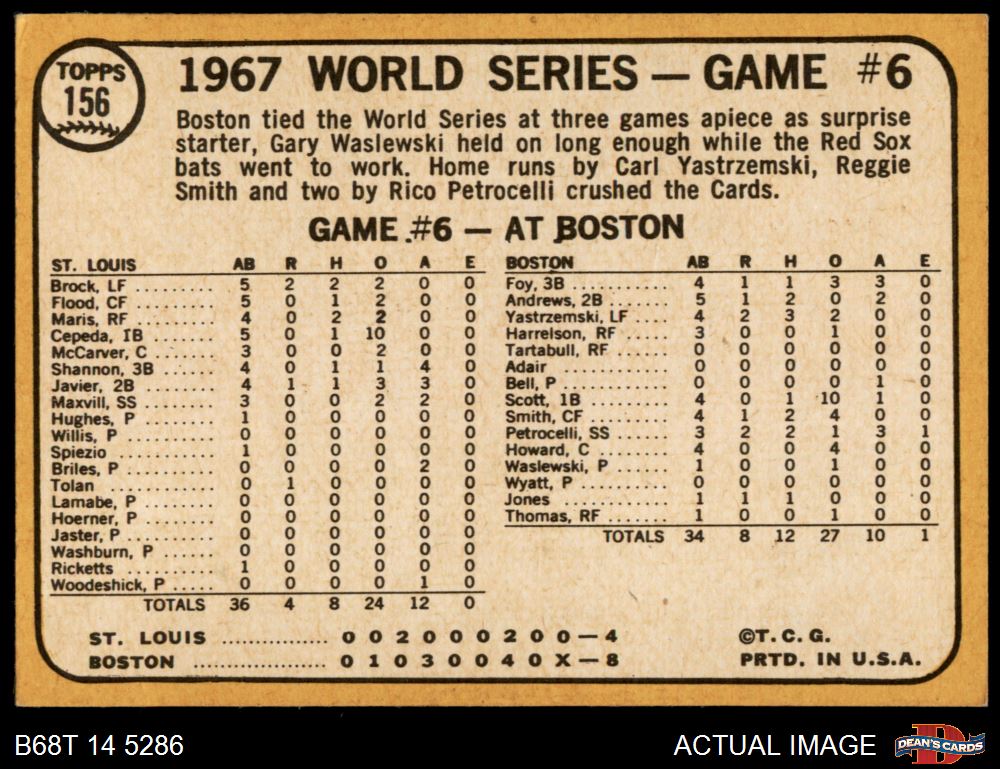 TOPPS
156
1967 WORLD SERIES — GAME #6
Boston tied the World Series at three games apiece as surprise
starter, Gary Waslewski held on long enough while the Red Sox
bats went to work. Home runs by Carl Yastrzemski, Reggie
Smith and two by Rico Petrocelli crushed the Cards.
GAME #6 — AT BOSTON
ST. LOUIS AB R H O A E
Brock, LF ......... 5 2 2 2 0 0
Flood, CF ......... 5 0 1 2 0 0
Maris, RF ......... 4 0 2 2 0 0
Cepeda, 1B ........ 5 0 1 10 0 0
McCarver, C ....... 3 0 0 2 0 0
Shannon, 3B ...... 4 0 1 1 4 0
Javier, 2B ........ 4 1 1 3 3 0
Maxvill, SS ........ 3 0 0 2 2 0
Hughes, P ........ 1 0 0 0 0 0
Willis, P .......... 0 0 0 0 0 0
Spiezio ........... 1 0 0 0 0 0
Briles, P .......... 0 0 0 0 2 0
Tolan ............ 0 1 0 0 0 0
Lamabe, P ........ 0 0 0 0 0 0
Hoerner, P ........ 0 0 0 0 0 0
Jaster, P .......... 0 0 0 0 0 0
Washburn, P ...... 0 0 0 0 0 0
Ricketts .......... 1 0 0 0 0 0
Woodeshick, P ..... 0 0 0 0 1 0
TOTALS 36 4 8 24 12 0
BOSTON AB R H O A E
Foy, 3B ........... 4 1 1 3 3 0
Andrews, 2B ....... 5 1 2 0 2 0
Yastrzemski, LF .... 4 2 3 2 0 0
Harrelson, RF ...... 3 0 0 1 0 0
Tartabull, RF ...... 0 0 0 0 0 0
Adair ............ 0 0 0 0 0 0
Bell, P ............ 0 0 0 0 1 0
Scott, 1B ......... 4 0 1 10 1 0
Smith, CF ......... 4 1 2 4 0 0
Petrocelli, SS ...... 3 2 2 1 3 1
Howard, C ........ 4 0 0 4 0 0
Waslewski, P ...... 1 0 0 1 0 0
Wyatt, P .......... 0 0 0 0 0 0
Jones ............ 1 1 1 0 0 0
Thomas, RF ....... 1 0 0 1 0 0
TOTALS 34 8 12 27 10 1
ST. LOUIS ............... 0 0 2 0 0 0 2 0 0 — 4
BOSTON ................... 0 1 0 3 0 0 4 0 X — 8
©T. C. G.
PRTD. IN U.S.A.
B68T 14 5286
ACTUAL IMAGE
D
DEAN'S CARDS